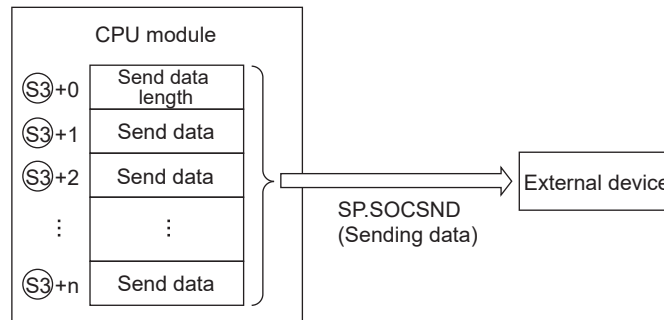 CPU module
S3+0 Send data
length
S3+1 Send data
S3+2 Send data
⋮ ⋮
S3+n Send data
SP.SOCSND
(Sending data)
External device